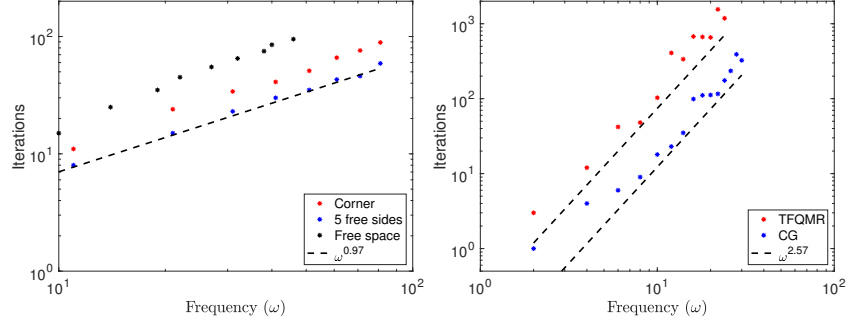 10^2
10^1
10^0
Iterations
10^1
10^2
Frequency (ω)
Corner
5 free sides
Free space
ω^0.97
10^3
10^2
10^1
10^0
Iterations
10^0
10^1
10^2
Frequency (ω)
TFQMR
CG
ω^2.57